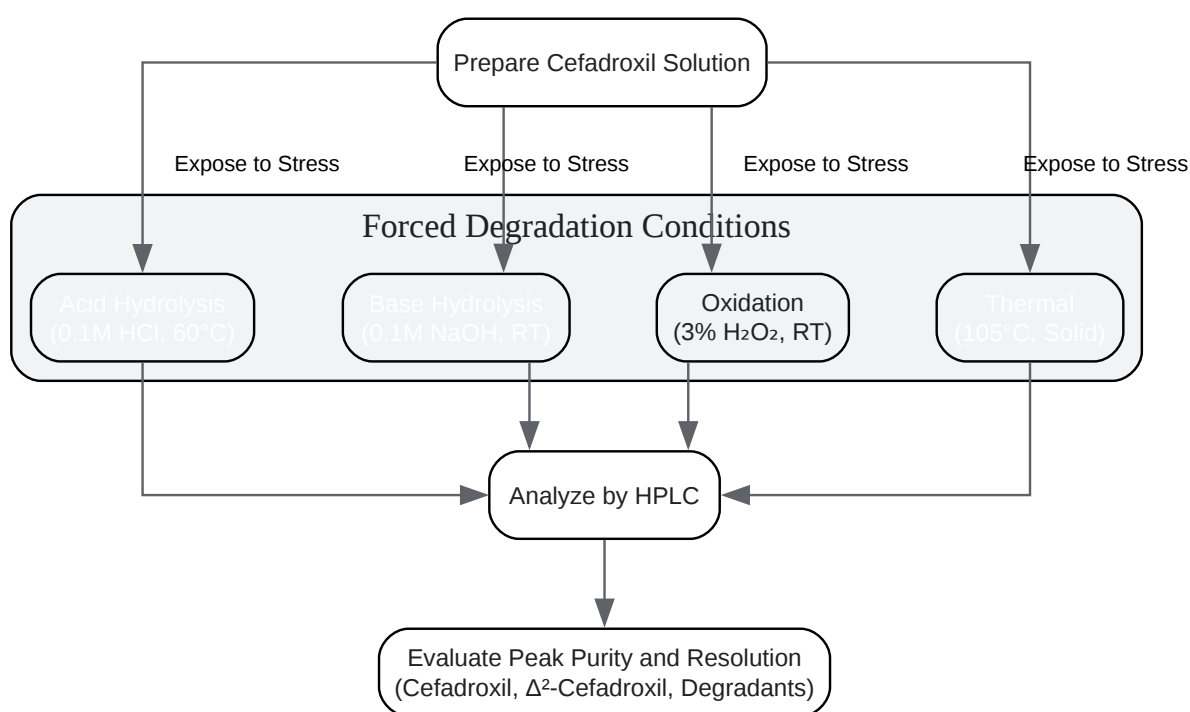 Prepare Cefadroxil Solution
Expose to Stress
Expose to Stress
Expose to Stress
Expose to Stress
Forced Degradation Conditions
Acid Hydrolysis
(0.1M HCl, 60°C)
Base Hydrolysis
(0.1M NaOH, RT)
Oxidation
(3% H₂O₂, RT)
Thermal
(105°C, Solid)
Analyze by HPLC
Evaluate Peak Purity and Resolution
(Cefadroxil, Δ²-Cefadroxil, Degradants)